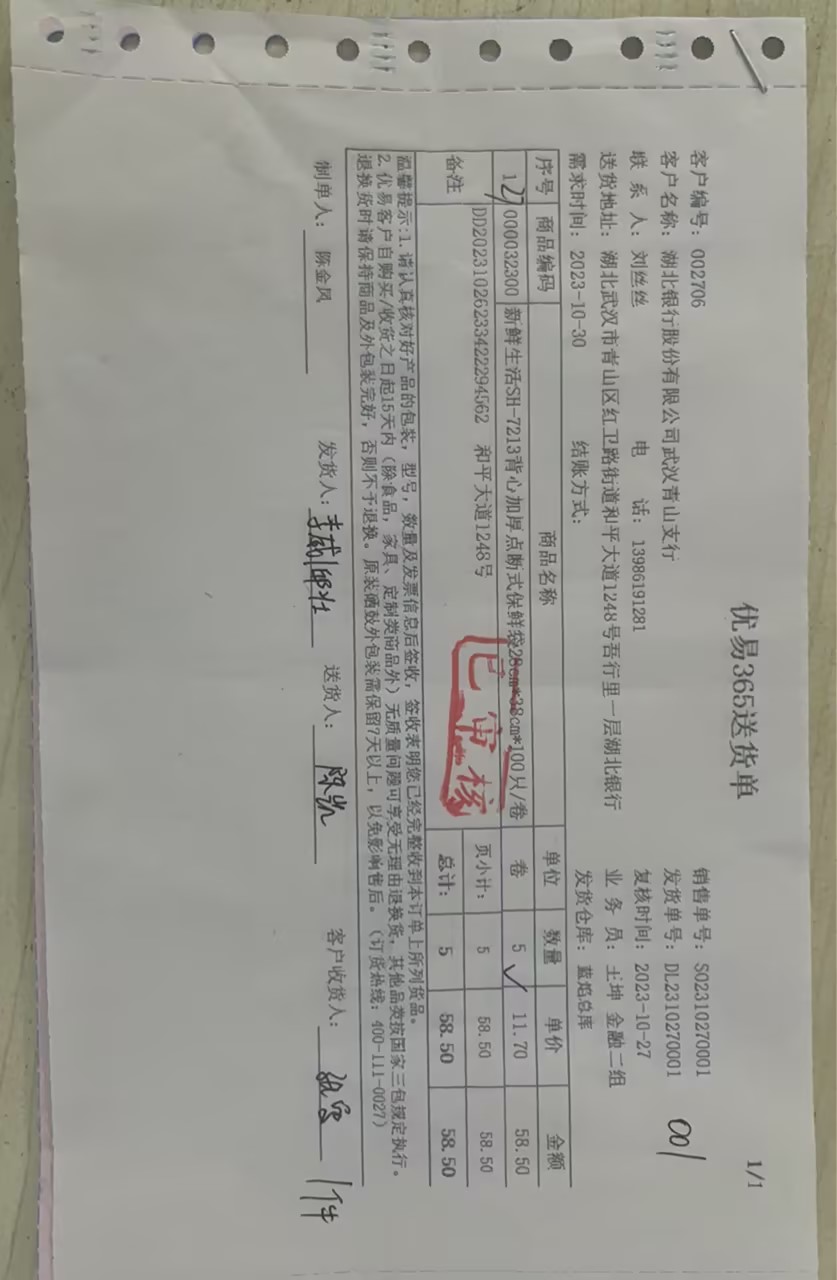 优易365送货单
1/1
客户编号： 002706 销售单号： SO2310270001
客户名称： 湖北银行股份有限公司武汉青山支行 发货单号： DL2310270001 001
联 系 人： 刘丝丝 电 话： 13986191281 复核时间： 2023-10-27
送货地址： 湖北武汉市青山区红卫路街道和平大道1248号吾行里一层湖北银行 业 务 员： 王坤 金融二组
需求时间： 2023-10-30 结账方式： 发货仓库： 蓝焰总库
序号 商品编码 商品名称 单位 数量 单价 金额
1 000032300 新鲜生活SH-7213背心加厚点断式保鲜袋28cm*38cm*100只/卷 卷 5 11.70 58.50
DD20231026233422294562 和平大道1248号 页小计： 5 58.50 58.50
备注 总计： 5 58.50 58.50
已审核
温馨提示:1. 请认真核对好产品的包装，型号，数量及发票信息后签收，签收表明您已经完整收到本订单上所列货品。
2. 优易客户自购买/收货之日起15天内（除食品，家具、定制类商品外）无质量问题可享受无理由退换货，其他品类按国家三包规定执行。
退换货时请保持商品及外包装完好，否则不予退换。原装硒鼓外包装需保留7天以上，以免影响售后。（订货热线：400-111-0027）
制单人： 陈金凤 发货人： 送货人： 陈凯 客户收货人： 1件